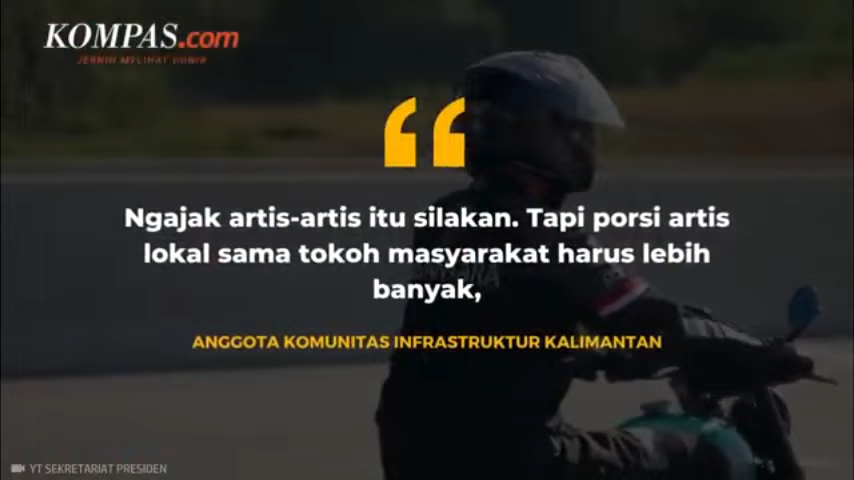 KOMPAS.com
JERNIH MELIHAT DUNIA
Ngajak artis-artis itu silakan. Tapi porsi artis
lokal sama tokoh masyarakat harus lebih
banyak,
ANGGOTA KOMUNITAS INFRASTRUKTUR KALIMANTAN
YT SEKRETARIAT PRESIDEN